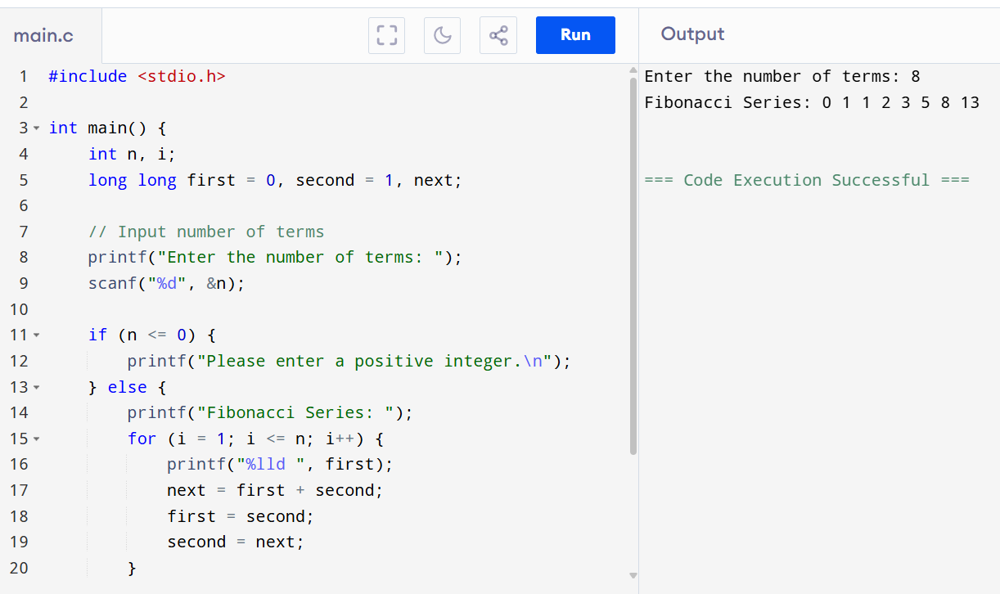 main.c
Run
Output
1 #include <stdio.h>
2
3 int main() {
4     int n, i;
5     long long first = 0, second = 1, next;
6
7     // Input number of terms
8     printf("Enter the number of terms: ");
9     scanf("%d", &n);
10
11     if (n <= 0) {
12         printf("Please enter a positive integer.\n");
13     } else {
14         printf("Fibonacci Series: ");
15         for (i = 1; i <= n; i++) {
16             printf("%lld ", first);
17             next = first + second;
18             first = second;
19             second = next;
20         }
Enter the number of terms: 8
Fibonacci Series: 0 1 1 2 3 5 8 13
=== Code Execution Successful ===